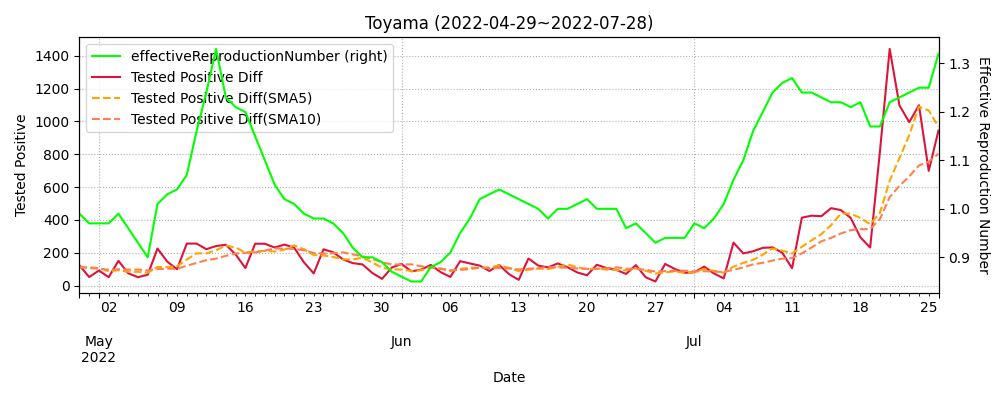 Toyama (2022-04-29~2022-07-28)
effectiveReproductionNumber (right)
Tested Positive Diff
Tested Positive Diff(SMA5)
Tested Positive Diff(SMA10)
Tested Positive
1400
1200
1000
800
600
400
200
0
1.3
1.2
1.1
1.0
0.9
Effective Reproduction Number
02 09 16 23 30 06 13 20 27 04 11 18 25
May Jun Jul
2022
Date